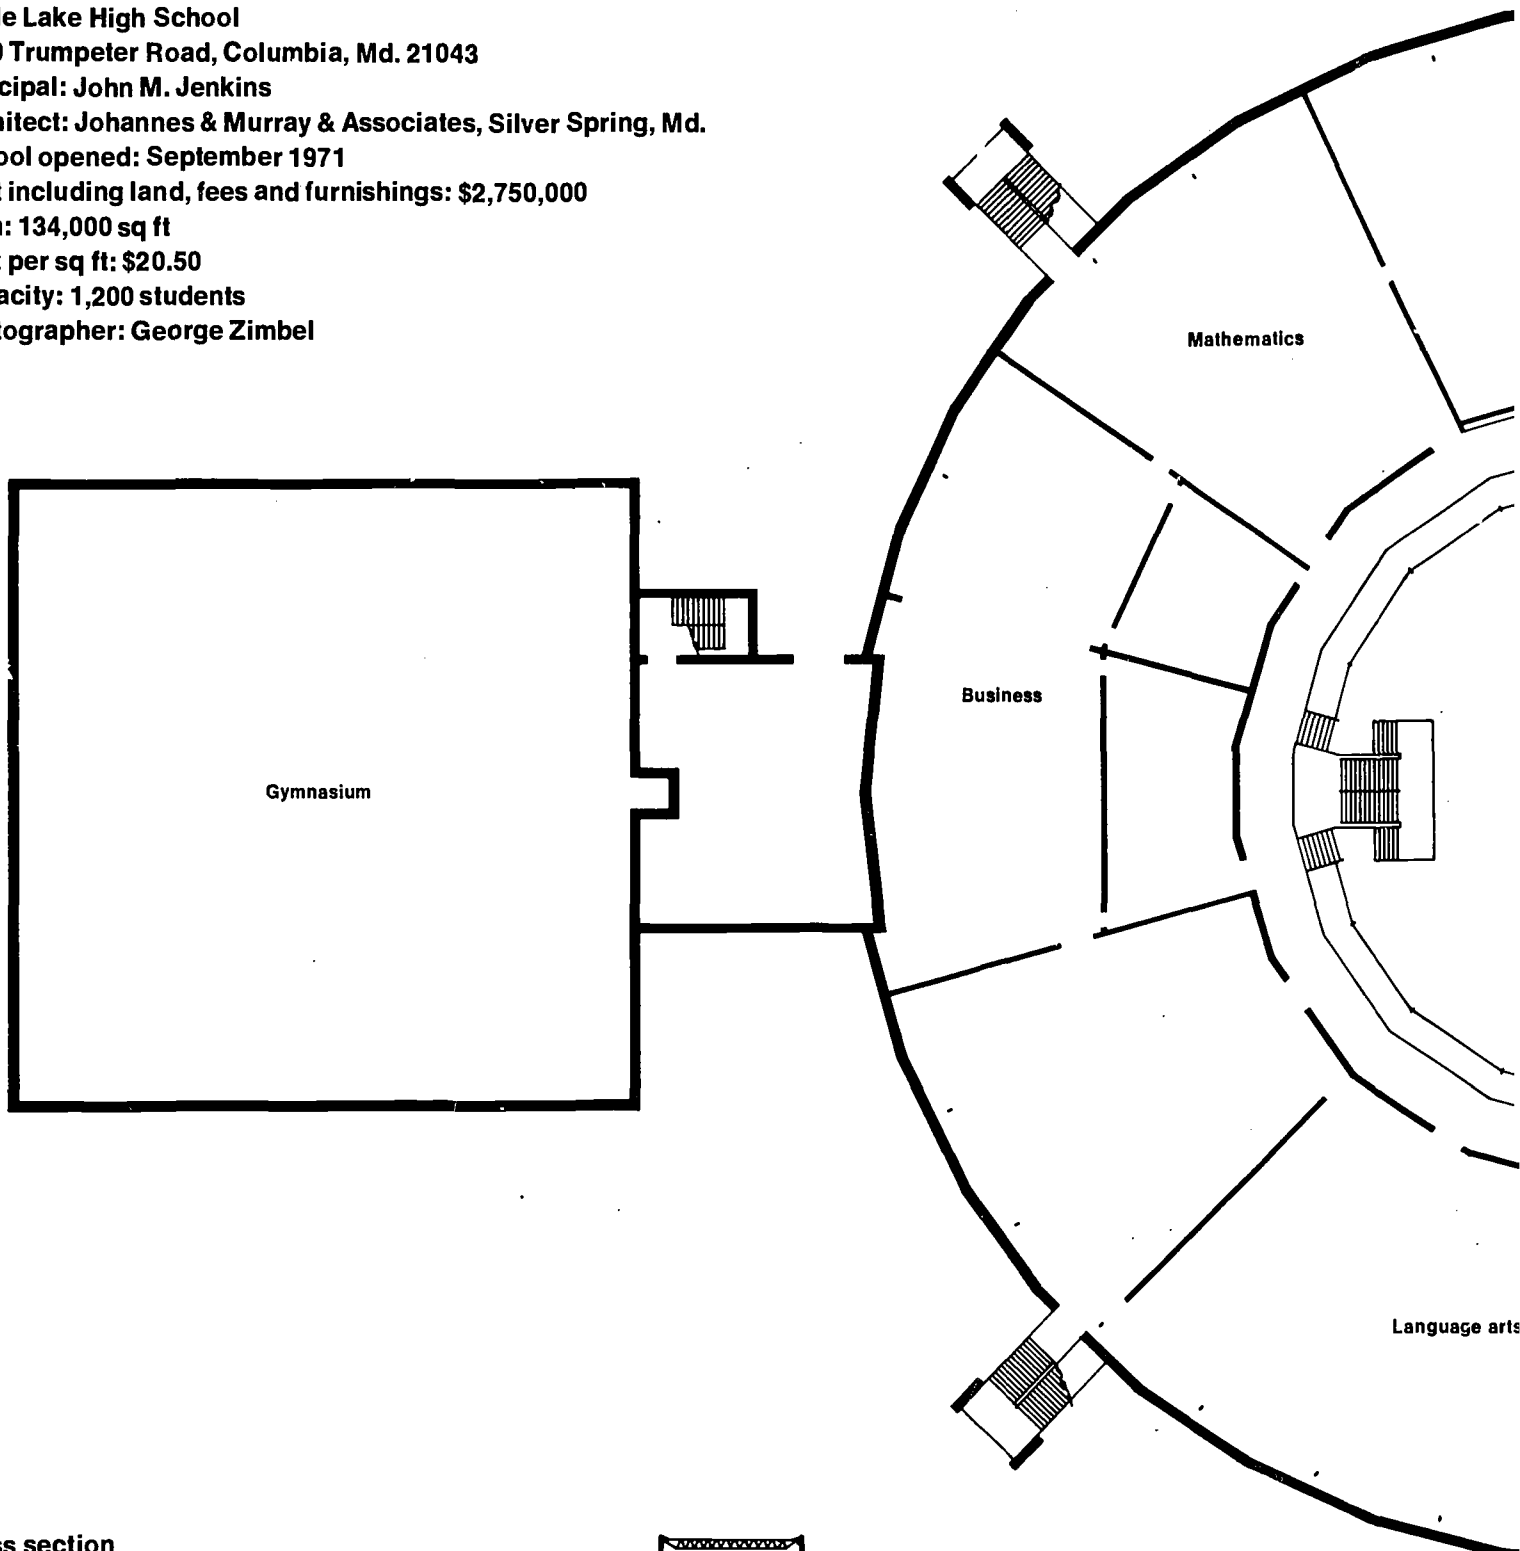 e Lake High School
Trumpeter Road, Columbia, Md. 21043
cipal: John M. Jenkins
itect: Johannes & Murray & Associates, Silver Spring, Md.
ool opened: September 1971
including land, fees and furnishings: $2,750,000
: 134,000 sq ft
per sq ft: $20.50
acity: 1,200 students
tographer: George Zimbel
Mathematics
Business
Gymnasium
Language arts
ss section